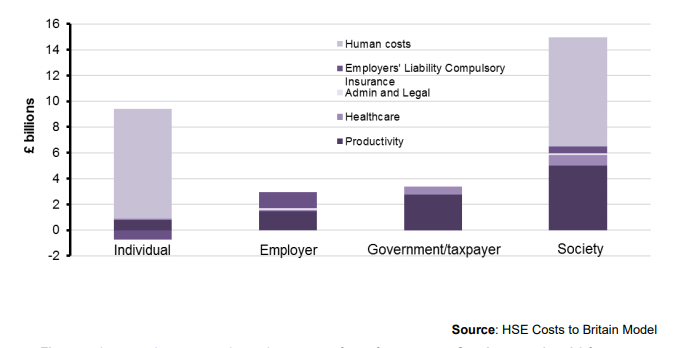 16
14
12
10
8
6
4
2
0
-2
£ billions
Human costs
Employers' Liability Compulsory
Insurance
Admin and Legal
Healthcare
Productivity
Individual
Employer
Government/taxpayer
Society
Source: HSE Costs to Britain Model